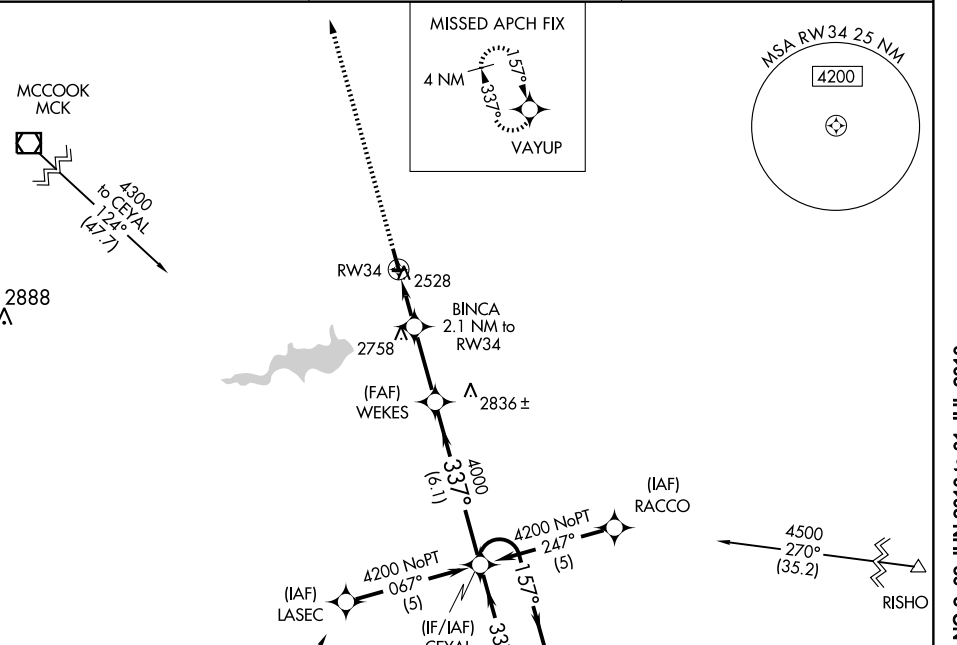 MISSED APCH FIX
4 NM
157°
337°
VAYUP
MSA RW34 25 NM
4200
MCCOOK
MCK
4300
to CEYAL
124°
(47.7)
2888
RW34
2528
BINCA
2.1 NM to
RW34
2758
(FAF)
WEKES
2836 ±
4000
337°
(6.1)
(IAF)
RACCO
4200 NoPT
247°
(5)
4500
270°
(35.2)
RISHO
4200 NoPT
067°
(5)
(IAF)
LASEC
157°
(IF/IAF)
CEYAL